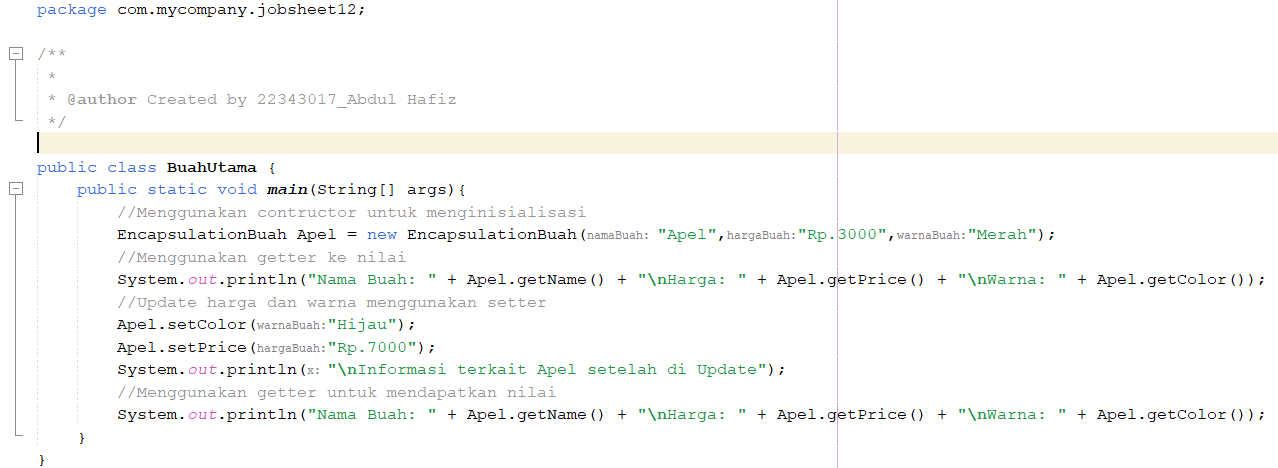 package com.mycompany.jobsheet12;
/**
*
* @author Created by 22343017_Abdul Hafiz
*/
public class BuahUtama {
public static void main(String[] args){
//Menggunakan contructor untuk menginisialisasi
EncapsulationBuah Apel = new EncapsulationBuah(namaBuah: "Apel",hargaBuah:"Rp.3000",warnaBuah:"Merah");
//Menggunakan getter ke nilai
System.out.println("Nama Buah: " + Apel.getName() + "\nHarga: " + Apel.getPrice() + "\nWarna: " + Apel.getColor());
//Update harga dan warna menggunakan setter
Apel.setColor(warnaBuah:"Hijau");
Apel.setPrice(hargaBuah:"Rp.7000");
System.out.println(x: "\nInformasi terkait Apel setelah di Update");
//Menggunakan getter untuk mendapatkan nilai
System.out.println("Nama Buah: " + Apel.getName() + "\nHarga: " + Apel.getPrice() + "\nWarna: " + Apel.getColor());
}
}